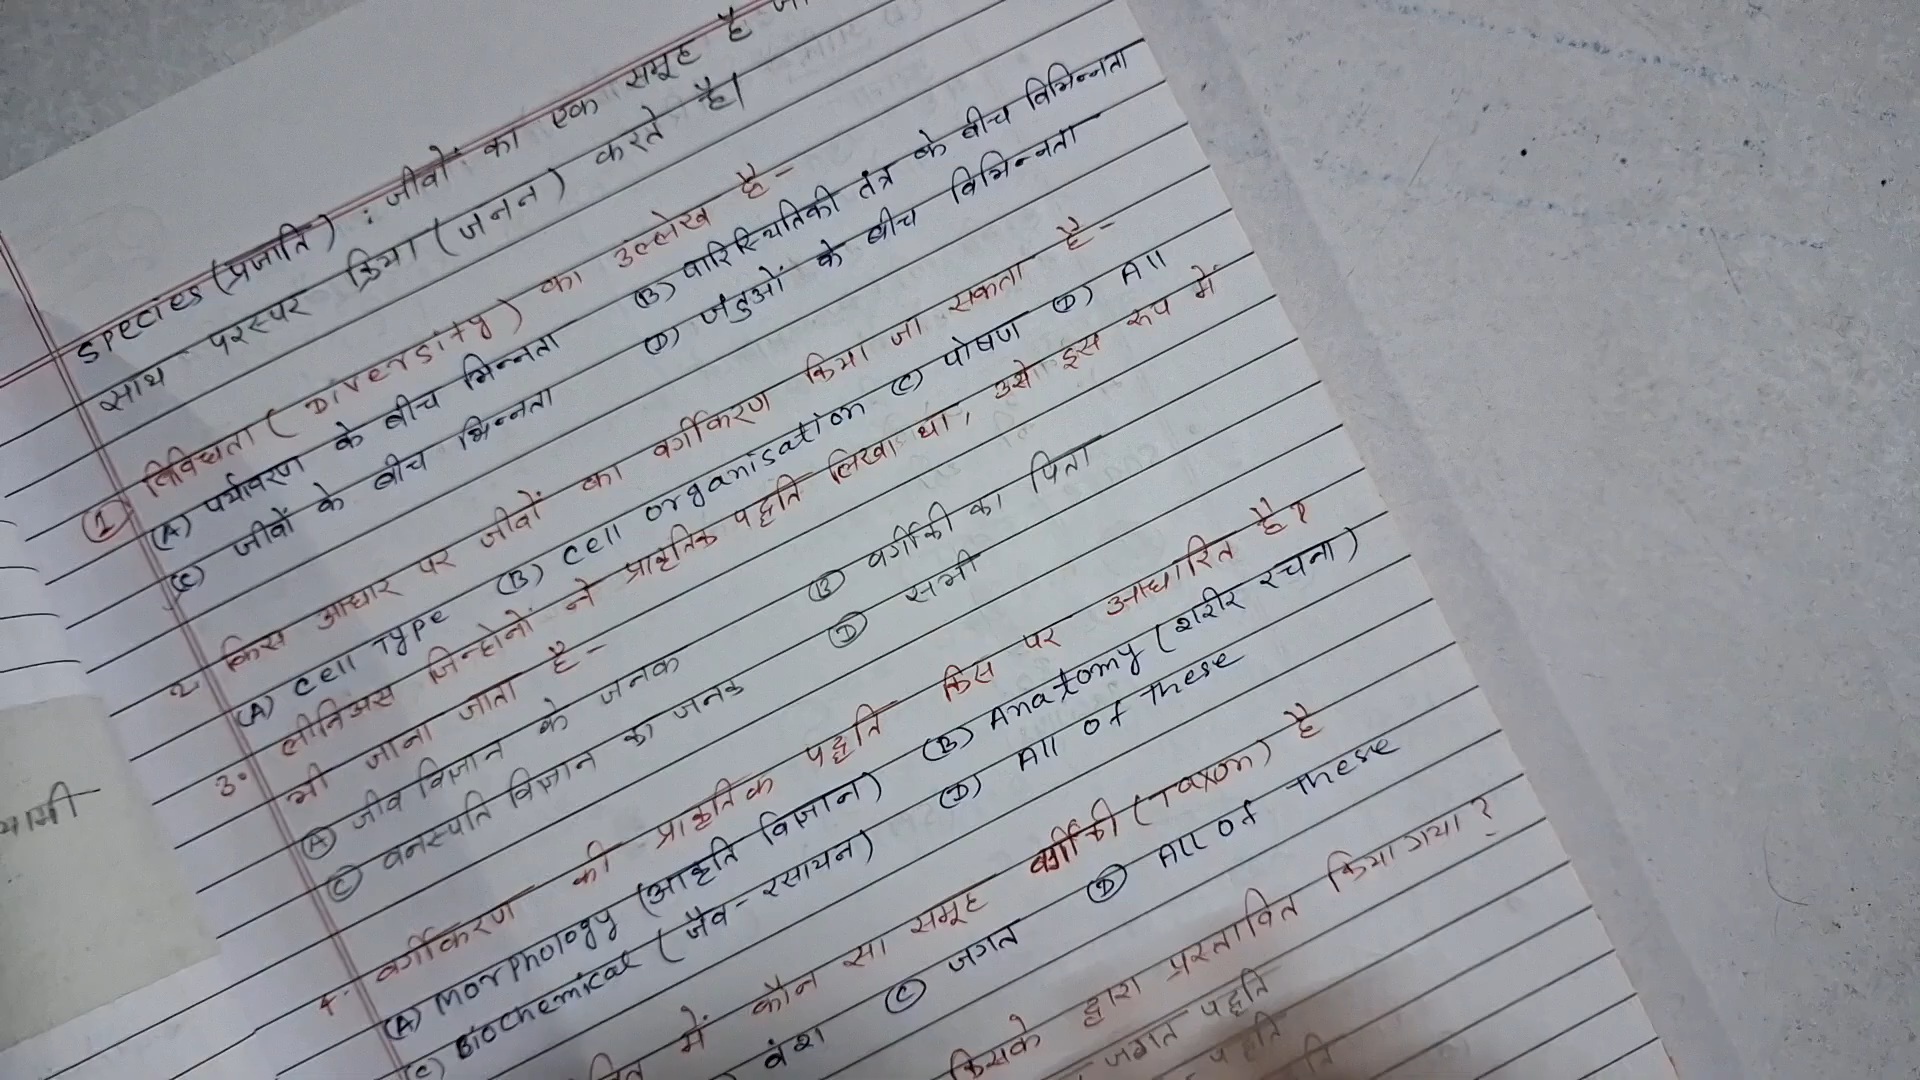 species (प्रजाति) : जीवों का एक समूह है
साथ परस्पर क्रिया (जनन) करते है।
① विविधता ( Diversity ) का उल्लेख है-
(A) पर्यावरण के बीच भिन्नता (B) पारिस्थितिकी तंत्र के बीच विभिन्नता
(C) जीवों के बीच भिन्नता (D) जंतुओं के बीच विभिन्नता
2. किस आधार पर जीवों का वर्गीकरण किया जा सकता है-
(A) cell Type (B) cell organisation (C) पोषण (D) All
3. लीनिअस जिन्होनों ने प्राकृतिक पद्धति लिखा था, उसे इस रूप में
भी जाना जाता है-
(A) जीव विज्ञान के जनक (B) वर्गीकी का पिता
(C) वनस्पति विज्ञान का जनक (D) सभी
4. वर्गीकरण की प्राकृतिक पद्धति किस पर आधारित है?
(A) Morphology (आकृति विज्ञान) (B) Anatomy (शरीर रचना)
(C) Biochemical (जैव-रसायन) (D) All of these
में कौन सा समूह वर्गीकी (Taxon) है
वंश (C) जगत (D) All of these
किसके द्वारा प्रस्तावित किया गया ?
जगत पद्धति
पद्धति
यामी